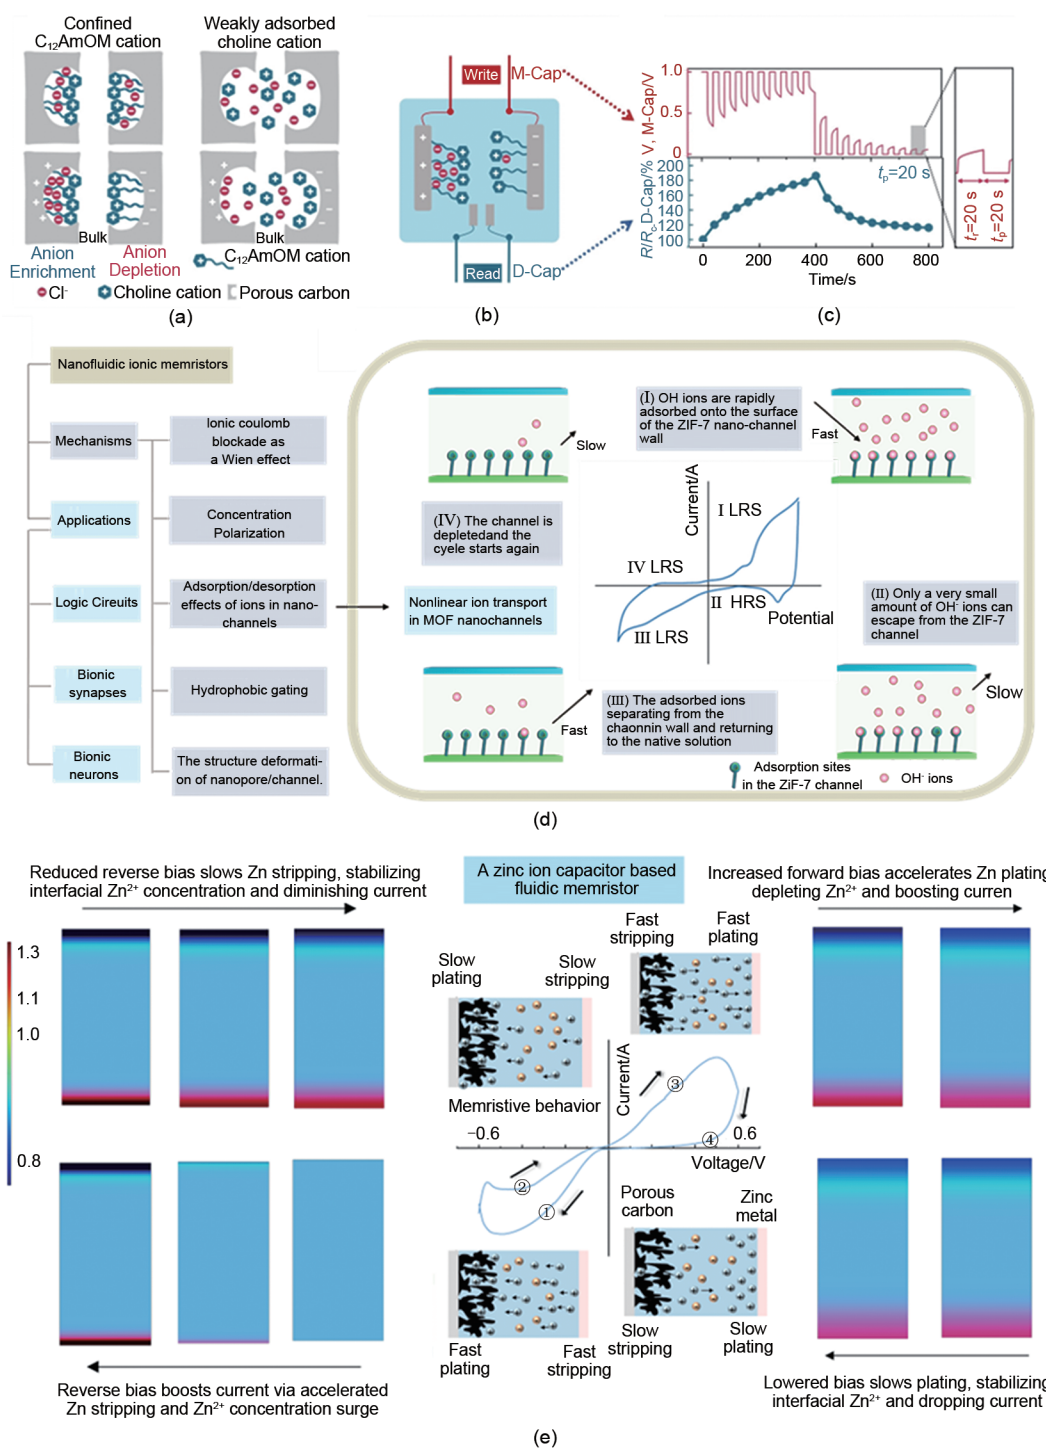 Confined
C₁₂AmOM cation
Weakly adsorbed
choline cation
Bulk
Bulk
Anion
Enrichment
Anion
Depletion
C₁₂AmOM cation
Cl⁻
Choline cation
Porous carbon
(a)
Write
M-Cap
Read
D-Cap
(b)
V, M-Cap/V
1.0
0.5
0
R/R₀, D-Cap/%
200
180
160
140
120
100
tₚ=20 s
0
200
400
600
800
Time/s
tᵣ=20 s
tₚ=20 s
(c)
Nanofluidic ionic memristors
Mechanisms
Applications
Logic Cireuits
Bionic
synapses
Bionic
neurons
Ionic coulomb
blockade as
a Wien effect
Concentration
Polarization
Adsorption/desorption
effects of ions in nano-
channels
Hydrophobic gating
The structure deformati-
on of nanopore/channel.
Slow
(I) OH ions are rapidly
adsorbed onto the surface
of the ZIF-7 nano-channel
wall
Fast
(IV) The channel is
depletedand the
cycle starts again
Nonlinear ion transport
in MOF nanochannels
Current/A
I LRS
IV LRS
II HRS
III LRS
Potential
(II) Only a very small
amount of OH⁻ ions can
escape from the ZIF-7
channel
Fast
(III) The adsorbed ions
separating from the
chaonnin wall and returning
to the native solution
Slow
Adsorption sites
in the ZiF-7 channel
OH⁻ ions
(d)
Reduced reverse bias slows Zn stripping, stabilizing
interfacial Zn²⁺ concentration and diminishing current
A zinc ion capacitor based
fluidic memristor
Increased forward bias accelerates Zn plating
depleting Zn²⁺ and boosting curren
1.3
1.1
1.0
0.8
Slow
plating
Slow
stripping
Fast
stripping
Fast
plating
Memristive behavior
Current/A
−0.6
0.6
Voltage/V
①
②
③
④
Porous
carbon
Zinc
metal
Fast
plating
Fast
stripping
Slow
stripping
Slow
plating
Reverse bias boosts current via accelerated
Zn stripping and Zn²⁺ concentration surge
Lowered bias slows plating, stabilizing
interfacial Zn²⁺ and dropping current
(e)